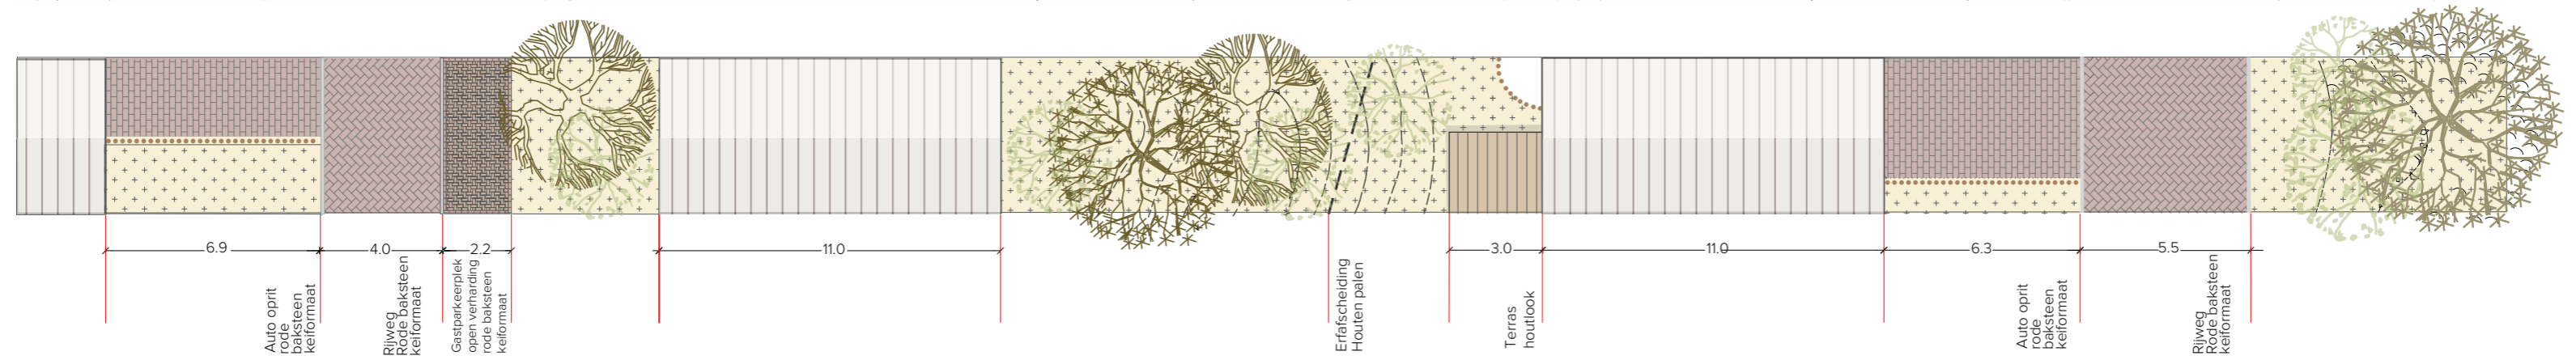 6.9
4.0
2.2
11.0
3.0
11.0
6.3
5.5
Auto oprit
rode
baksteen
keiformaat
Rijweg
Rode baksteen
keiformaat
Gastparkeerplek
open verharding
rode baksteen
keiformaat
Erfafscheiding
Houten palen
Terras
houtlook
Auto oprit
rode
baksteen
keiformaat
Rijweg
Rode baksteen
keiformaat